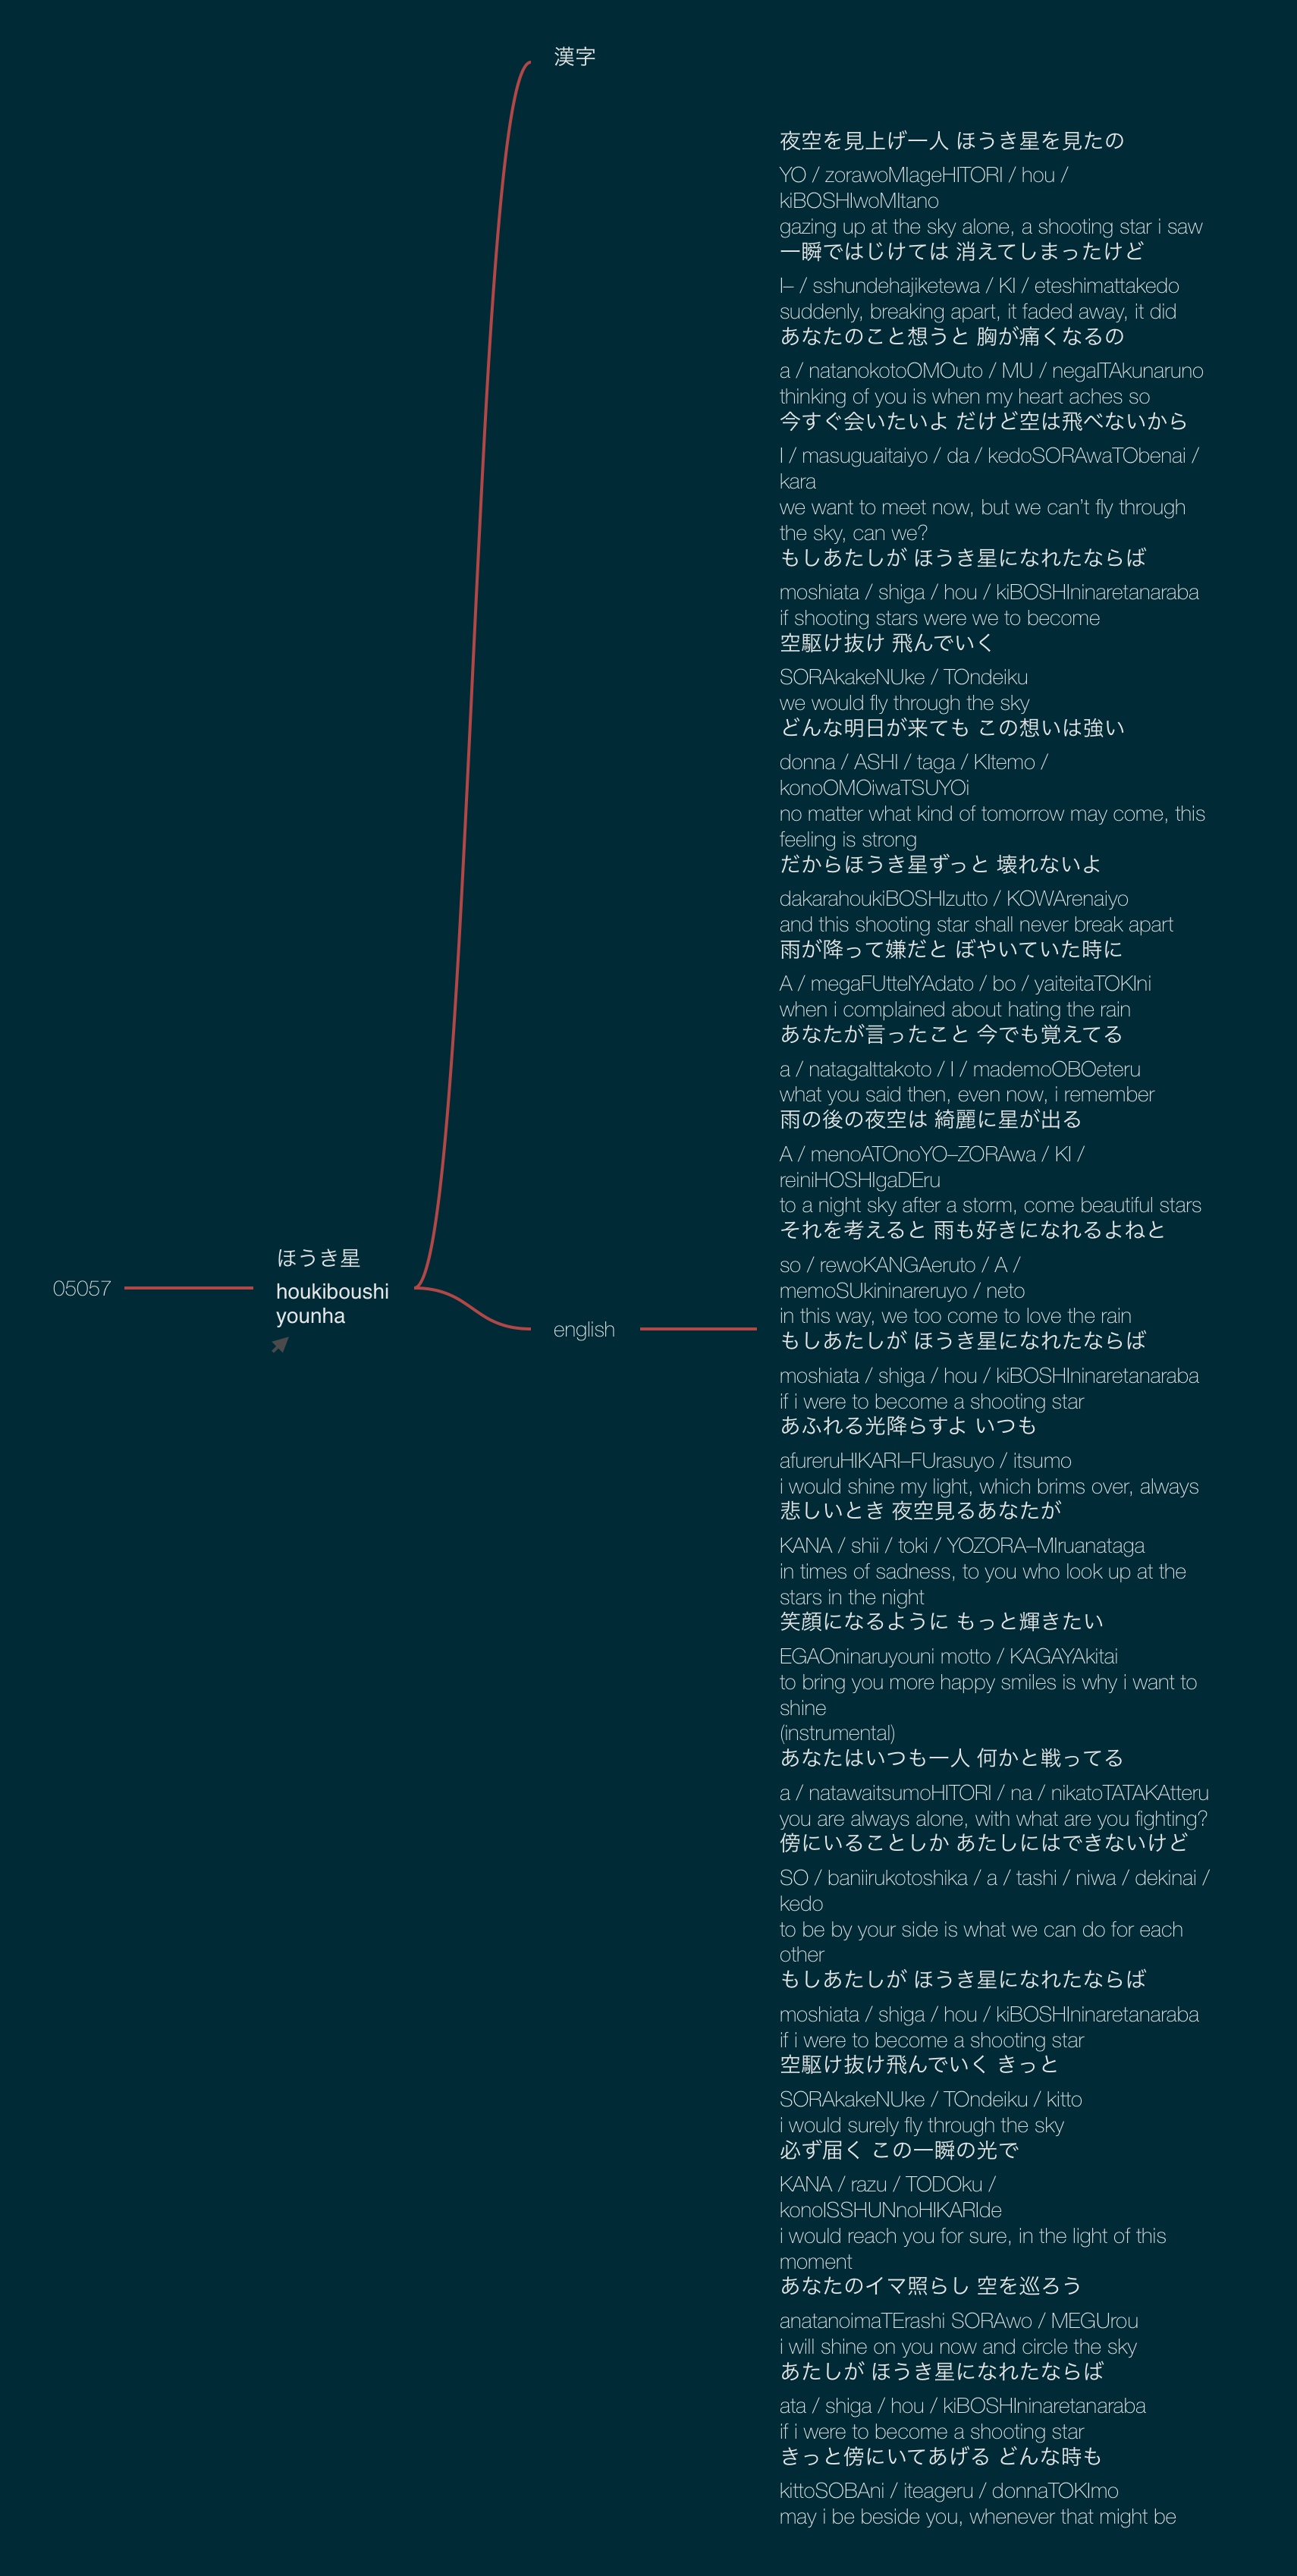 漢字
05057
ほうき星
houkiboushi
younha
english
夜空を見上げ一人 ほうき星を見たの
YO / zorawoMIageHITORI / hou /
kiBOSHIwoMItano
gazing up at the sky alone, a shooting star i saw
一瞬ではじけては 消えてしまったけど
I– / sshundehajiketewa / KI / eteshimattakedo
suddenly, breaking apart, it faded away, it did
あなたのこと想うと 胸が痛くなるの
a / natanokotoOMOuto / MU / negaITAkunaruno
thinking of you is when my heart aches so
今すぐ会いたいよ だけど空は飛べないから
I / masuguaitaiyo / da / kedoSORAwaTObenai /
kara
we want to meet now, but we can’t fly through
the sky, can we?
もしあたしが ほうき星になれたならば
moshiata / shiga / hou / kiBOSHIninaretanaraba
if shooting stars were we to become
空駆け抜け 飛んでいく
SORAkakeNUke / TOndeiku
we would fly through the sky
どんな明日が来ても この想いは強い
donna / ASHI / taga / KItemo /
konoOMOiwaTSUYOi
no matter what kind of tomorrow may come, this
feeling is strong
だからほうき星ずっと 壊れないよ
dakarahoukiBOSHIzutto / KOWArenaiyo
and this shooting star shall never break apart
雨が降って嫌だと ぼやいていた時に
A / megaFUtteIYAdato / bo / yaiteitaTOKIni
when i complained about hating the rain
あなたが言ったこと 今でも覚えてる
a / natagaIttakoto / I / mademoOBOeteru
what you said then, even now, i remember
雨の後の夜空は 綺麗に星が出る
A / menoATOnoYO–ZORAwa / KI /
reiniHOSHIgaDEru
to a night sky after a storm, come beautiful stars
それを考えると 雨も好きになれるよねと
so / rewoKANGAeruto / A /
memoSUkininareruyo / neto
in this way, we too come to love the rain
もしあたしが ほうき星になれたならば
moshiata / shiga / hou / kiBOSHIninaretanaraba
if i were to become a shooting star
あふれる光降らすよ いつも
afureruHIKARI–FUrasuyo / itsumo
i would shine my light, which brims over, always
悲しいとき 夜空見るあなたが
KANA / shii / toki / YOZORA–MIruanataga
in times of sadness, to you who look up at the
stars in the night
笑顔になるように もっと輝きたい
EGAOninaruyouni motto / KAGAYAkitai
to bring you more happy smiles is why i want to
shine
(instrumental)
あなたはいつも一人 何かと戦ってる
a / natawaitsumoHITORI / na / nikatoTATAKAtteru
you are always alone, with what are you fighting?
傍にいることしか あたしにはできないけど
SO / baniirukotoshika / a / tashi / niwa / dekinai /
kedo
to be by your side is what we can do for each
other
もしあたしが ほうき星になれたならば
moshiata / shiga / hou / kiBOSHIninaretanaraba
if i were to become a shooting star
空駆け抜け飛んでいく きっと
SORAkakeNUke / TOndeiku / kitto
i would surely fly through the sky
必ず届く この一瞬の光で
KANA / razu / TODOku /
konoISSHUNnoHIKARIde
i would reach you for sure, in the light of this
moment
あなたのイマ照らし 空を巡ろう
anatanoimaTErashi SORAwo / MEGUrou
i will shine on you now and circle the sky
あたしが ほうき星になれたならば
ata / shiga / hou / kiBOSHIninaretanaraba
if i were to become a shooting star
きっと傍にいてあげる どんな時も
kittoSOBAni / iteageru / donnaTOKImo
may i be beside you, whenever that might be